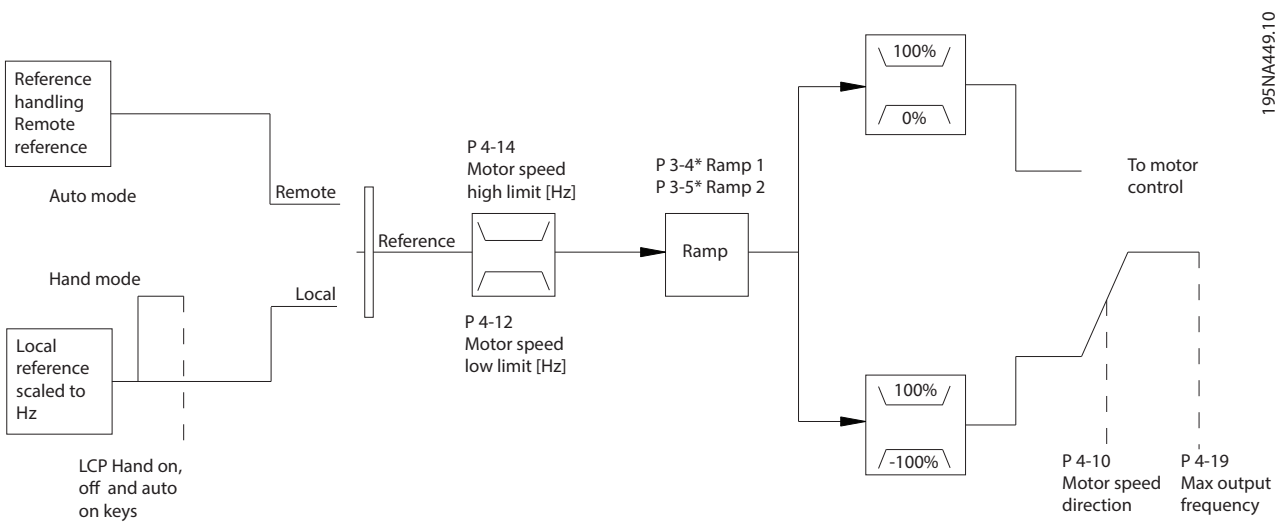 195NA449.10
Reference
handling
Remote
reference
Auto mode
Remote
Hand mode
Local
Local
reference
scaled to
Hz
LCP Hand on,
off and auto
on keys
Reference
P 4-14
Motor speed
high limit [Hz]
P 4-12
Motor speed
low limit [Hz]
P 3-4* Ramp 1
P 3-5* Ramp 2
Ramp
100%
0%
100%
-100%
To motor
control
P 4-10
Motor speed
direction
P 4-19
Max output
frequency